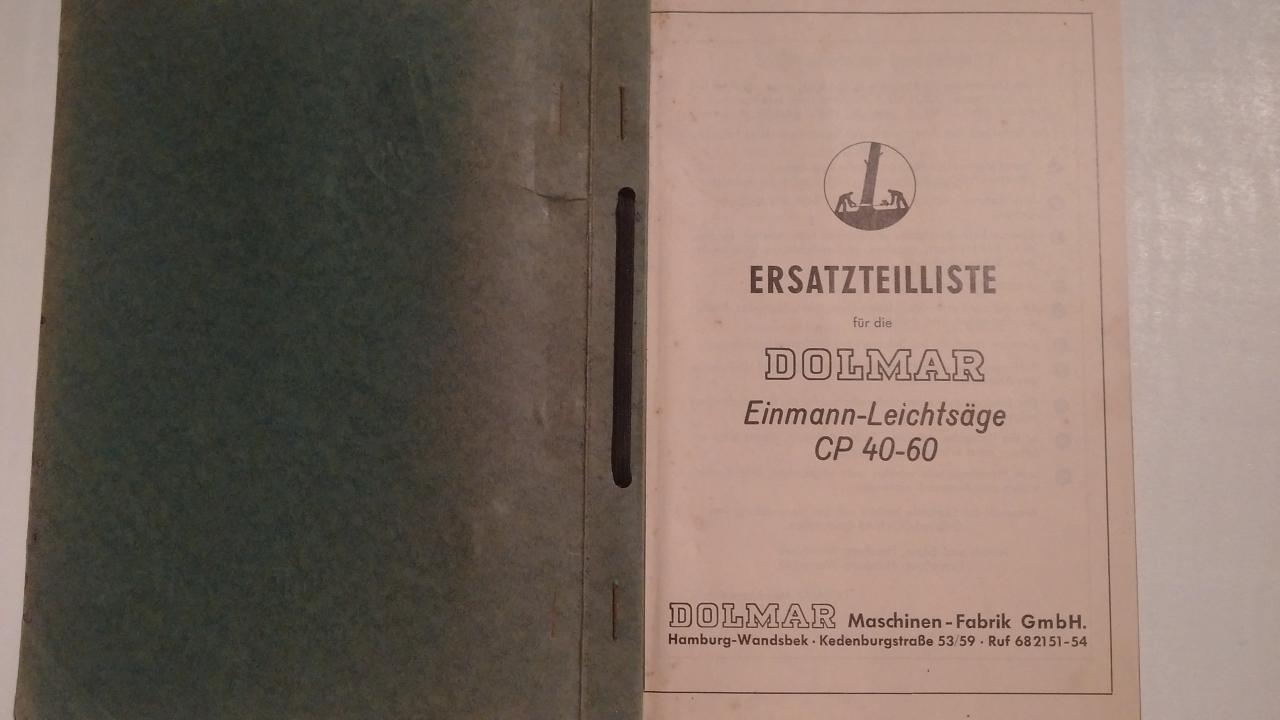 ERSATZTEILLISTE
für die
DOLMAR
Einmann-Leichtsäge
CP 40-60
DOLMAR Maschinen-Fabrik GmbH.
Hamburg-Wandsbek · Kedenburgstraße 53/59 · Ruf 682151-54